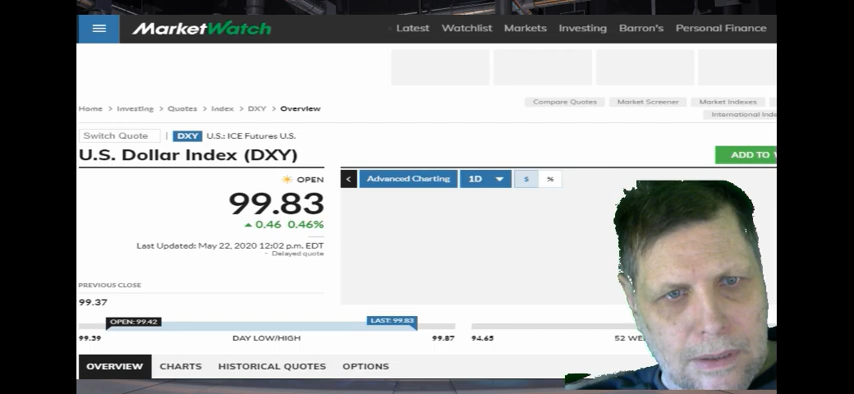 MarketWatch
Latest Watchlist Markets Investing Barron's Personal Finance
Home > Investing > Quotes > Index > DXY > Overview
Compare Quotes Market Screener Market Indexes
International
Switch Quote | DXY U.S.: ICE Futures U.S.
U.S. Dollar Index (DXY)
ADD TO
OPEN
< Advanced Charting 1D $ %
99.83
0.46 0.46%
Last Updated: May 22, 2020 12:02 p.m. EDT
Delayed quote
PREVIOUS CLOSE
99.37
OPEN: 99.42 LAST: 99.83
99.39 DAY LOW/HIGH 99.87 94.65 52
OVERVIEW CHARTS HISTORICAL QUOTES OPTIONS